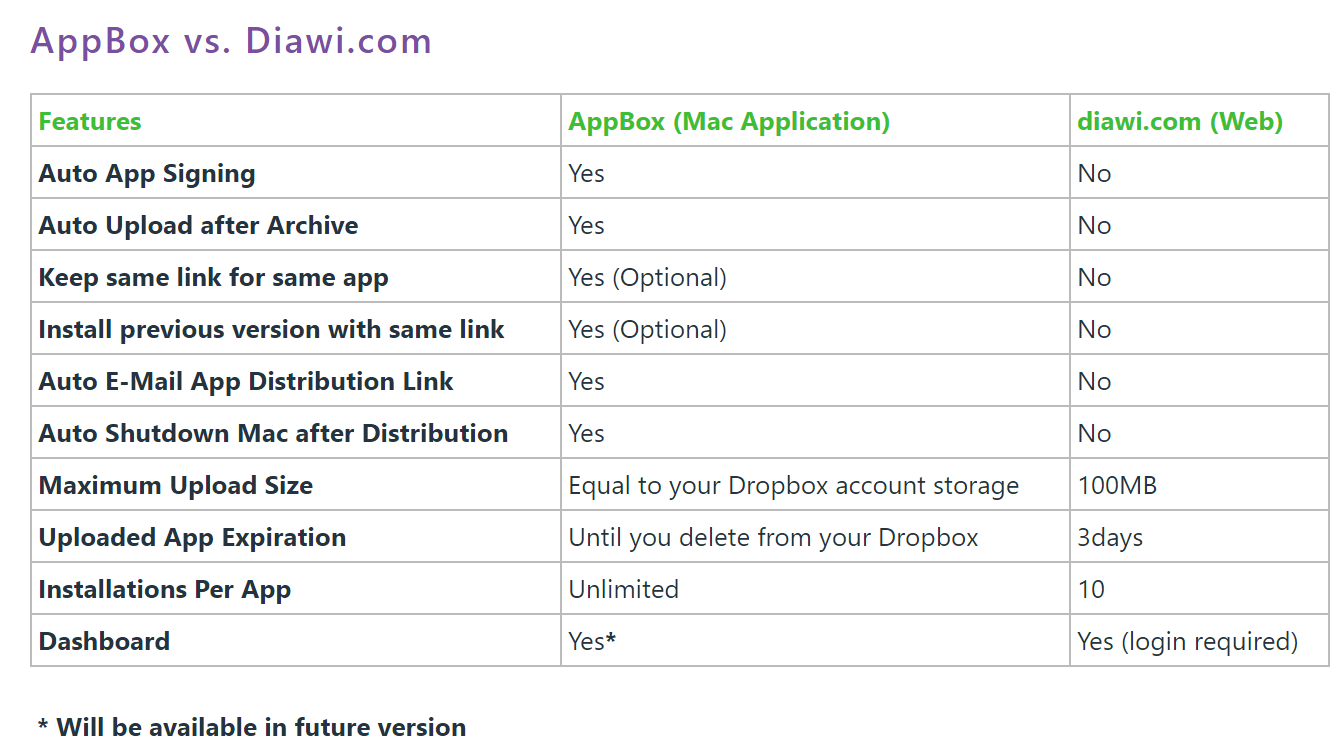 AppBox vs. Diawi.com
Features AppBox (Mac Application) diawi.com (Web)
Auto App Signing Yes No
Auto Upload after Archive Yes No
Keep same link for same app Yes (Optional) No
Install previous version with same link Yes (Optional) No
Auto E-Mail App Distribution Link Yes No
Auto Shutdown Mac after Distribution Yes No
Maximum Upload Size Equal to your Dropbox account storage 100MB
Uploaded App Expiration Until you delete from your Dropbox 3days
Installations Per App Unlimited 10
Dashboard Yes* Yes (login required)
* Will be available in future version